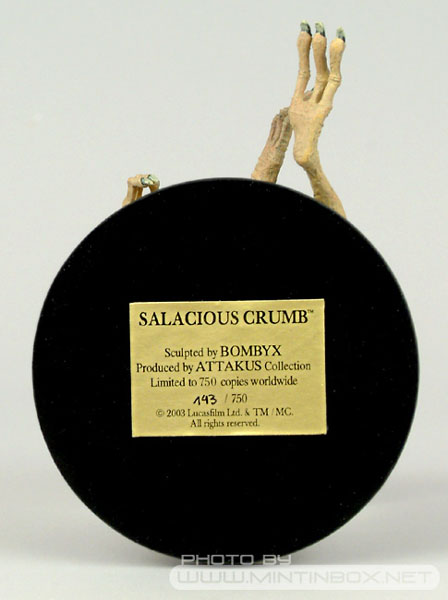 SALACIOUS CRUMB™
Sculpted by BOMBYX
Produced by ATTAKUS Collection
Limited to 750 copies worldwide
193 / 750
© 2003 Lucasfilm Ltd. & TM / MC.
All rights reserved.
PHOTO BY
WWW.MINTINBOX.NET